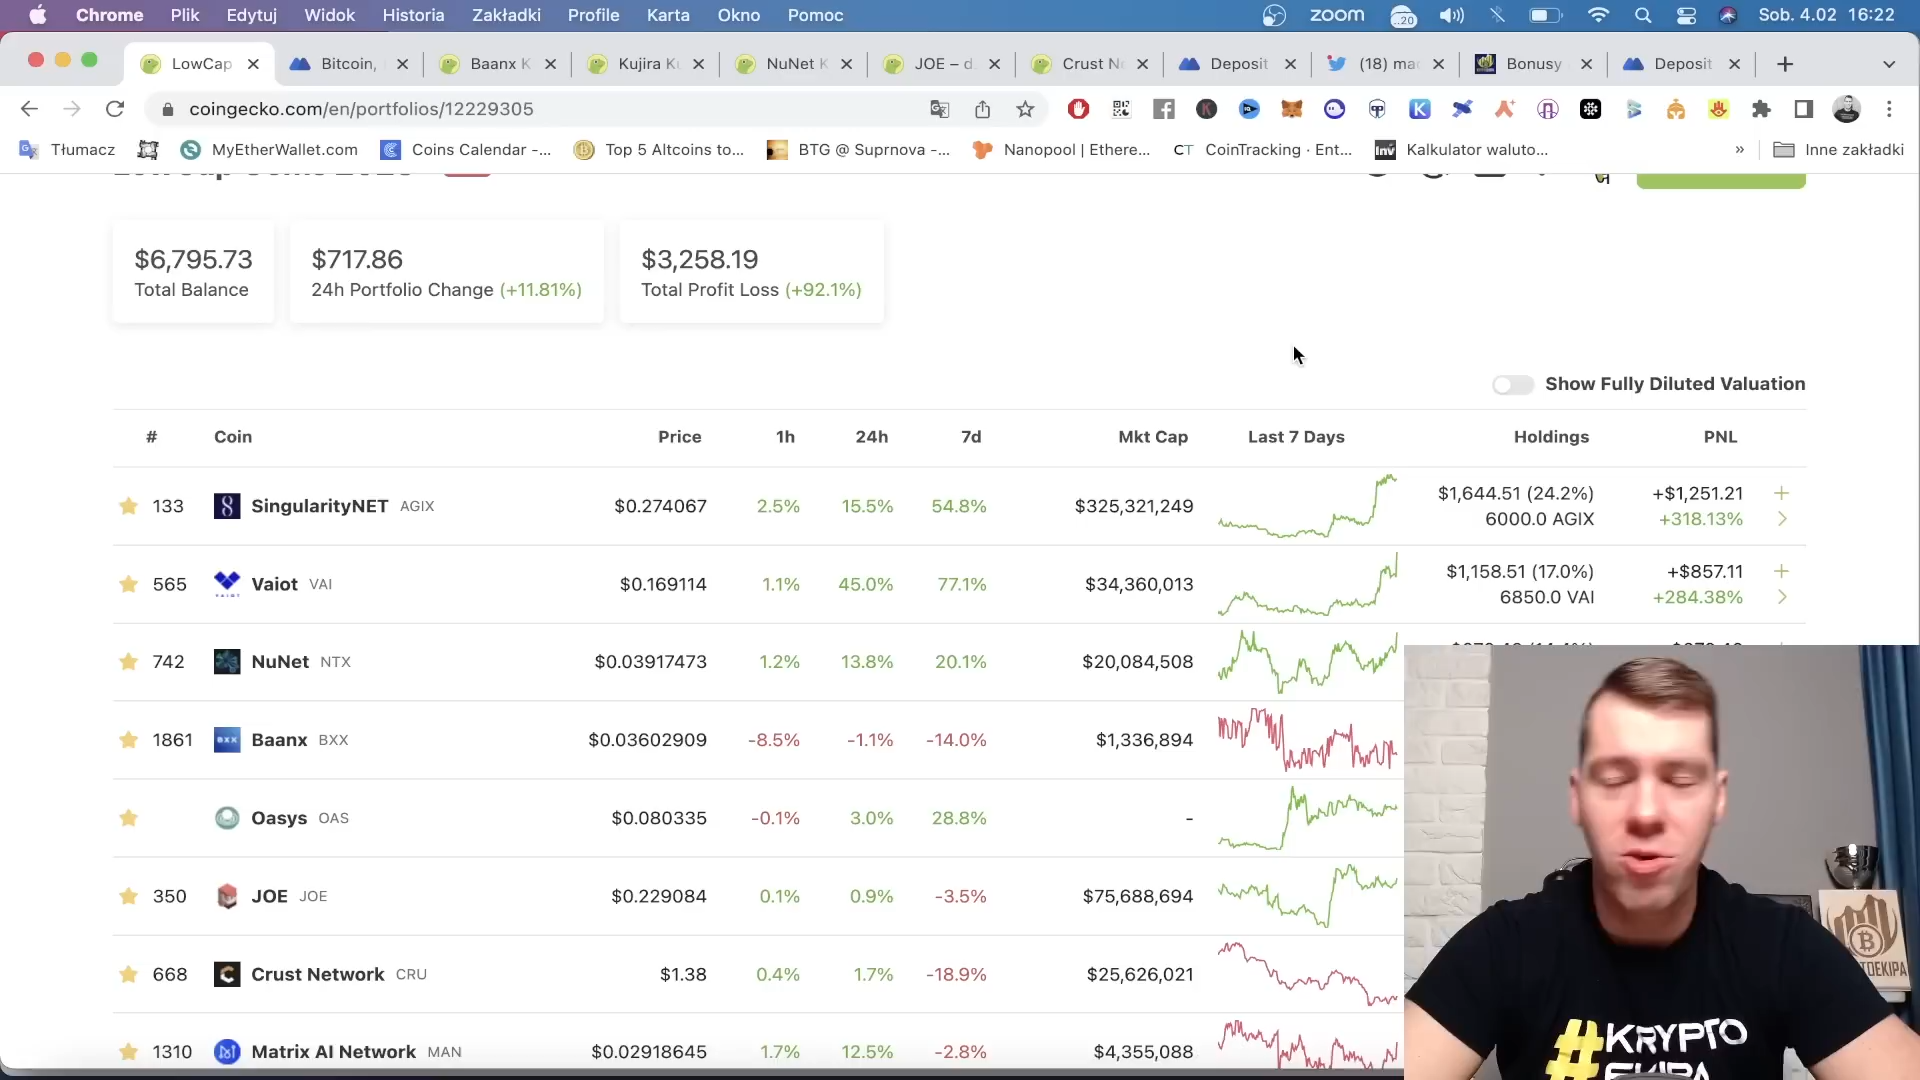 Chrome Plik Edytuj Widok Historia Zakładki Profile Karta Okno Pomoc zoom ..20 Sob. 4.02 16:22
LowCap Bitcoin, Baanx K Kujira Ku NuNet K JOE – d Crust Ne Deposit (18) ma Bonusy Deposit
coingecko.com/en/portfolios/12229305
Tłumacz MyEtherWallet.com Coins Calendar -... Top 5 Altcoins to... BTG @ Suprnova -... Nanopool | Ethere... CT CoinTracking · Ent... Inv Kalkulator waluto... » Inne zakładki
$6,795.73
Total Balance
$717.86
24h Portfolio Change (+11.81%)
$3,258.19
Total Profit Loss (+92.1%)
Show Fully Diluted Valuation
# Coin Price 1h 24h 7d Mkt Cap Last 7 Days Holdings PNL
133 SingularityNET AGIX $0.274067 2.5% 15.5% 54.8% $325,321,249 $1,644.51 (24.2%) +$1,251.21
6000.0 AGIX +318.13%
565 Vaiot VAI $0.169114 1.1% 45.0% 77.1% $34,360,013 $1,158.51 (17.0%) +$857.11
6850.0 VAI +284.38%
742 NuNet NTX $0.03917473 1.2% 13.8% 20.1% $20,084,508
1861 Baanx BXX $0.03602909 -8.5% -1.1% -14.0% $1,336,894
Oasys OAS $0.080335 -0.1% 3.0% 28.8% -
350 JOE JOE $0.229084 0.1% 0.9% -3.5% $75,688,694
668 Crust Network CRU $1.38 0.4% 1.7% -18.9% $25,626,021
1310 Matrix AI Network MAN $0.02918645 1.7% 12.5% -2.8% $4,355,088
#KRYPTO
EKIPA